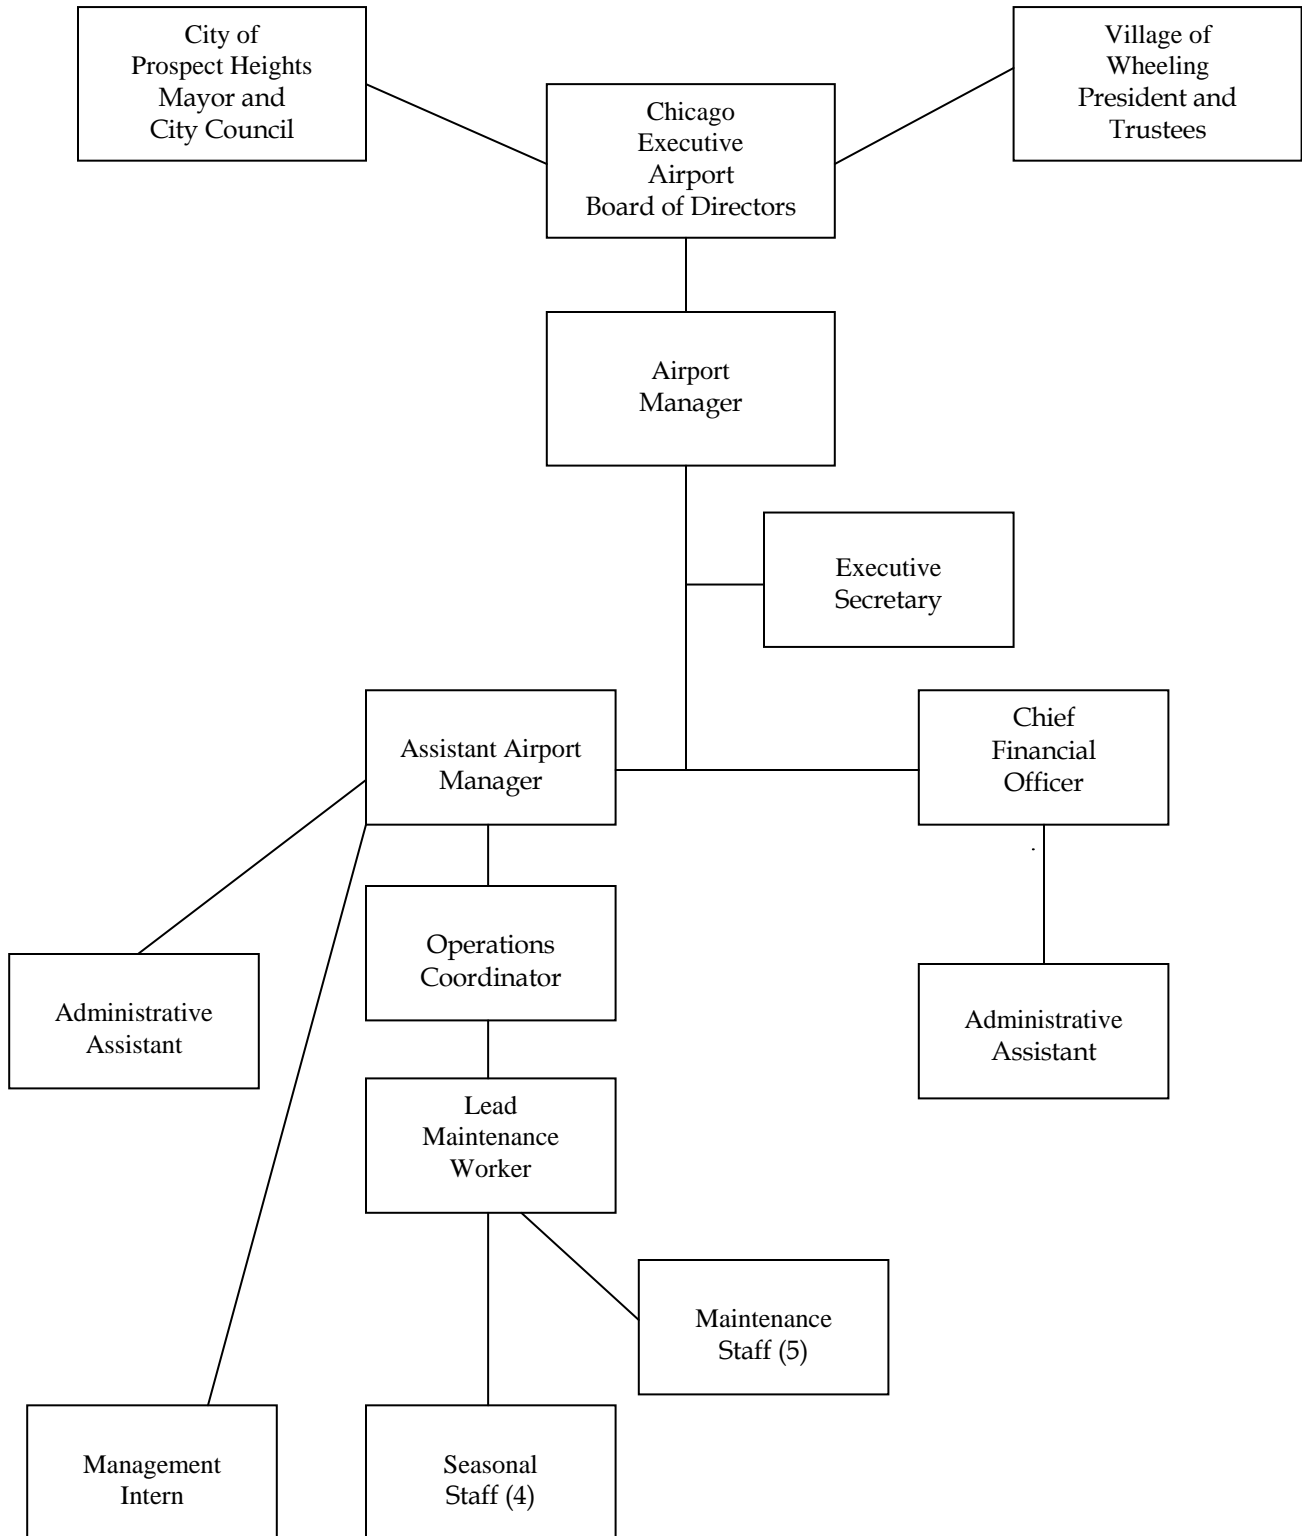 City of
Prospect Heights
Mayor and
City Council
Village of
Wheeling
President and
Trustees
Chicago
Executive
Airport
Board of Directors
Airport
Manager
Executive
Secretary
Assistant Airport
Manager
Chief
Financial
Officer
Operations
Coordinator
Administrative
Assistant
Administrative
Assistant
Lead
Maintenance
Worker
Maintenance
Staff (5)
Management
Intern
Seasonal
Staff (4)